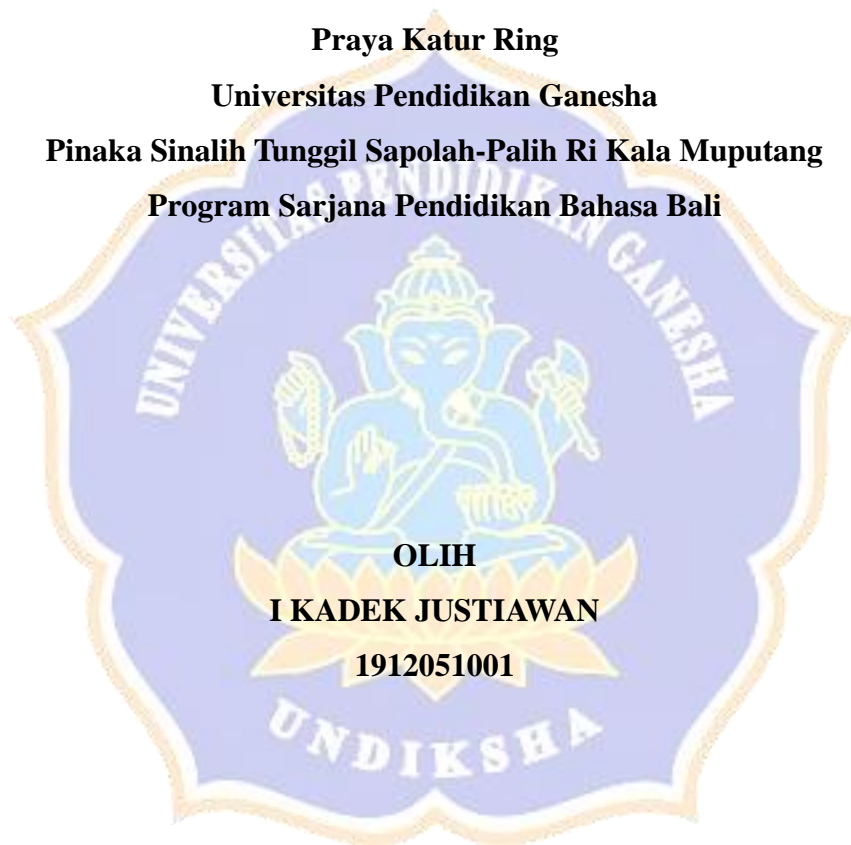 Praya Katur Ring
Universitas Pendidikan Ganesha
Pinaka Sinalih Tunggil Sapolah-Palih Ri Kala Muputang
Program Sarjana Pendidikan Bahasa Bali
UNIVERSITAS PENDIDIKAN GANESHA
OLIH
I KADEK JUSTIAWAN
1912051001
UNDIKSHA